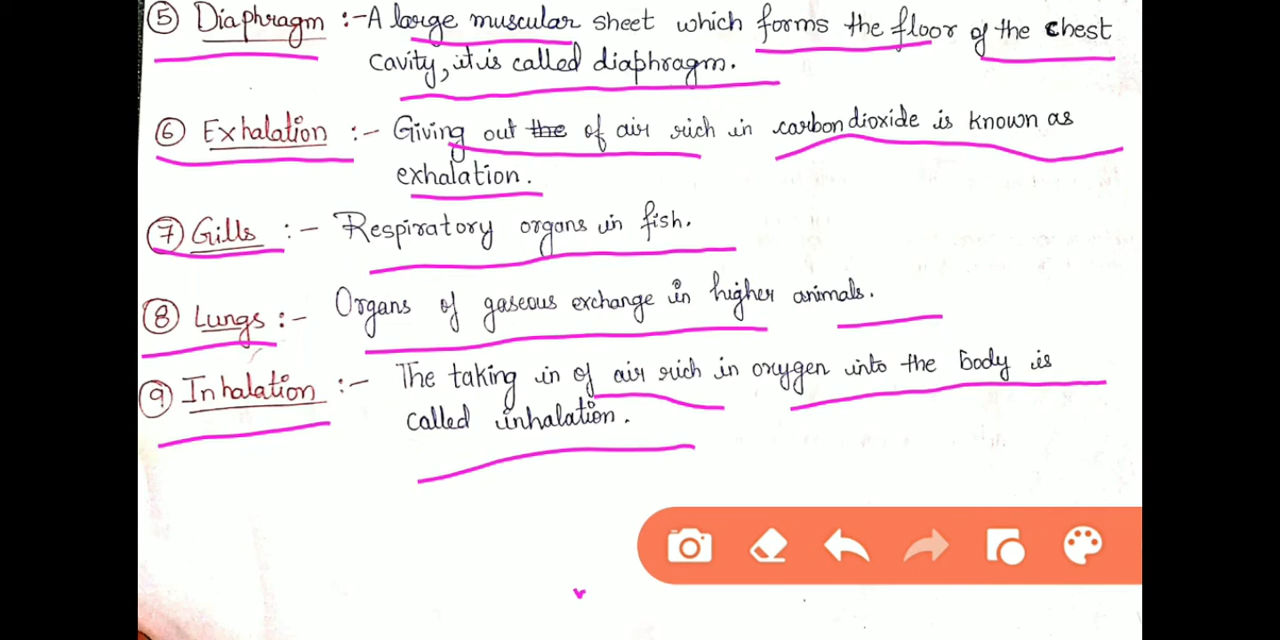 ⑤ Diaphragm :- A large muscular sheet which forms the floor of the chest
cavity, it is called diaphragm.
⑥ Exhalation :- Giving out the of air rich in carbondioxide is known as
exhalation.
⑦ Gills :- Respiratory organs in fish.
⑧ Lungs :- Organs of gaseous exchange in higher animals.
⑨ Inhalation :- The taking in of air rich in oxygen into the body is
called inhalation.